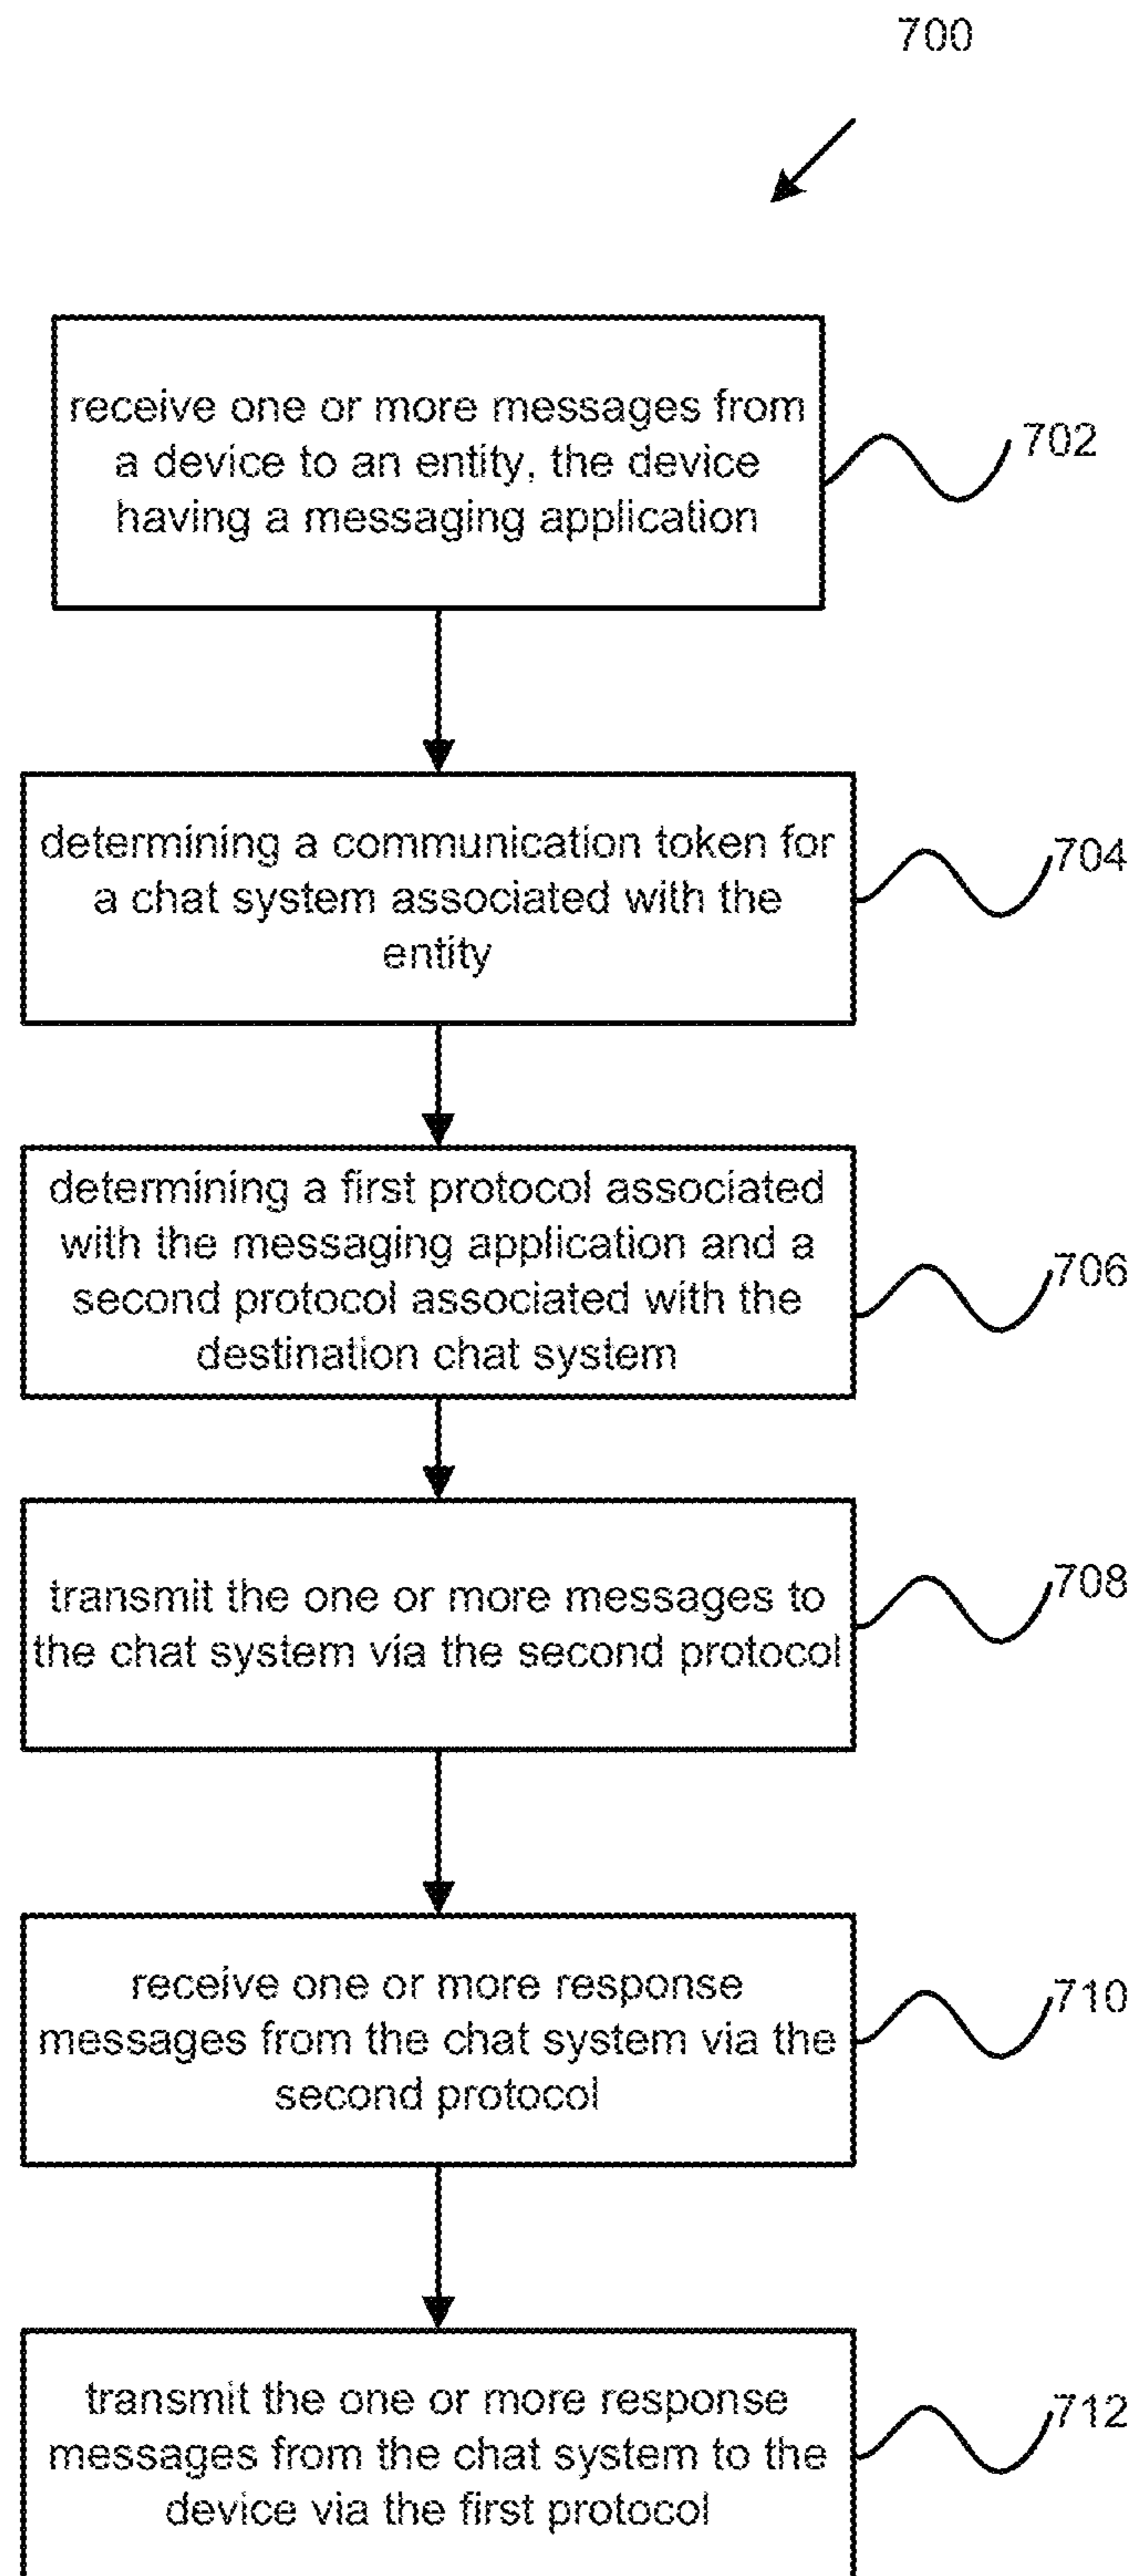 700
receive one or more messages from
a device to an entity, the device
having a messaging application
702
determining a communication token for
a chat system associated with the
entity
704
determining a first protocol associated
with the messaging application and a
second protocol associated with the
destination chat system
706
transmit the one or more messages to
the chat system via the second protocol
708
receive one or more response
messages from the chat system via the
second protocol
710
transmit the one or more response
messages from the chat system to the
device via the first protocol
712